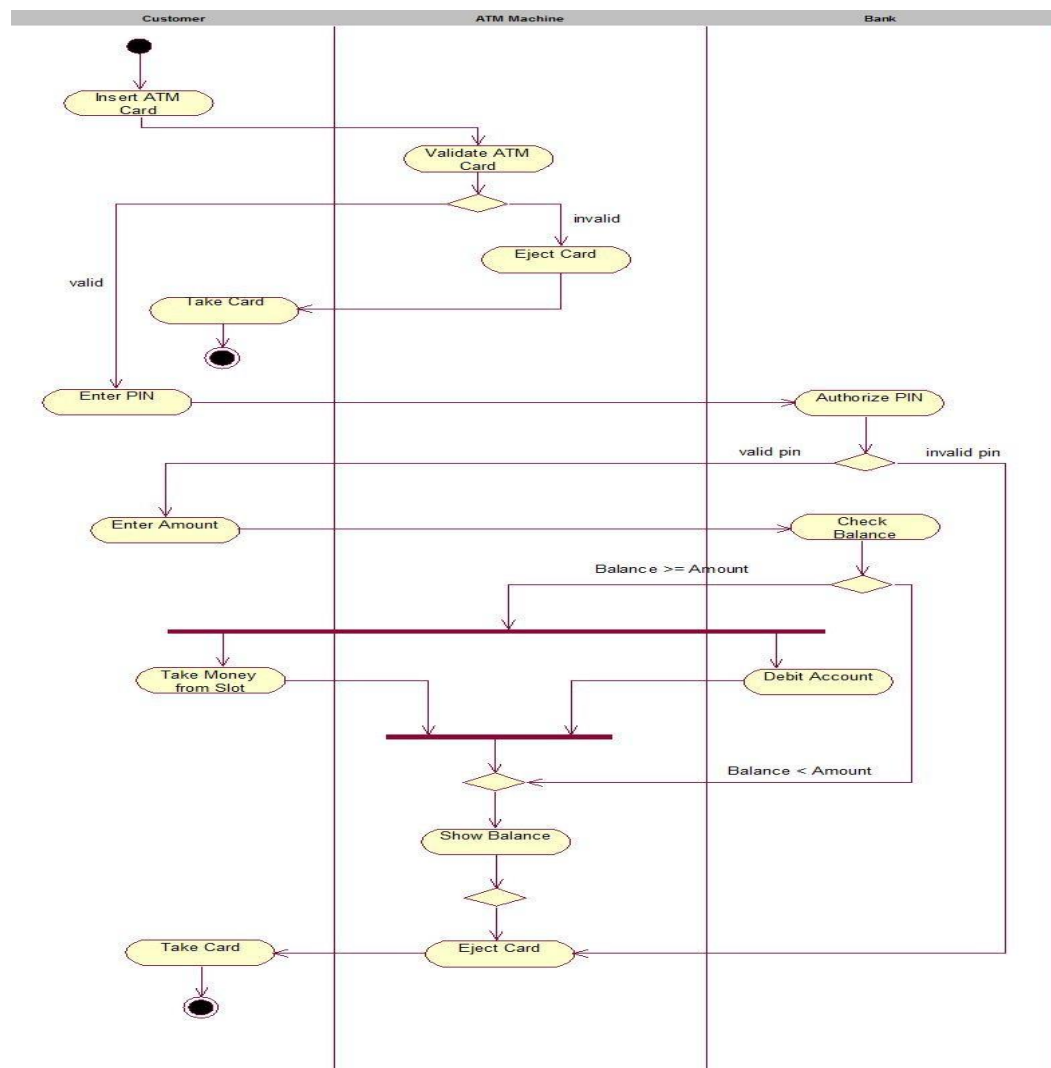 Customer
ATM Machine
Bank
Insert ATM
Card
Validate ATM
Card
invalid
Eject Card
valid
Take Card
Enter PIN
Authorize PIN
valid pin
invalid pin
Enter Amount
Check
Balance
Balance >= Amount
Take Money
from Slot
Debit Account
Balance < Amount
Show Balance
Take Card
Eject Card